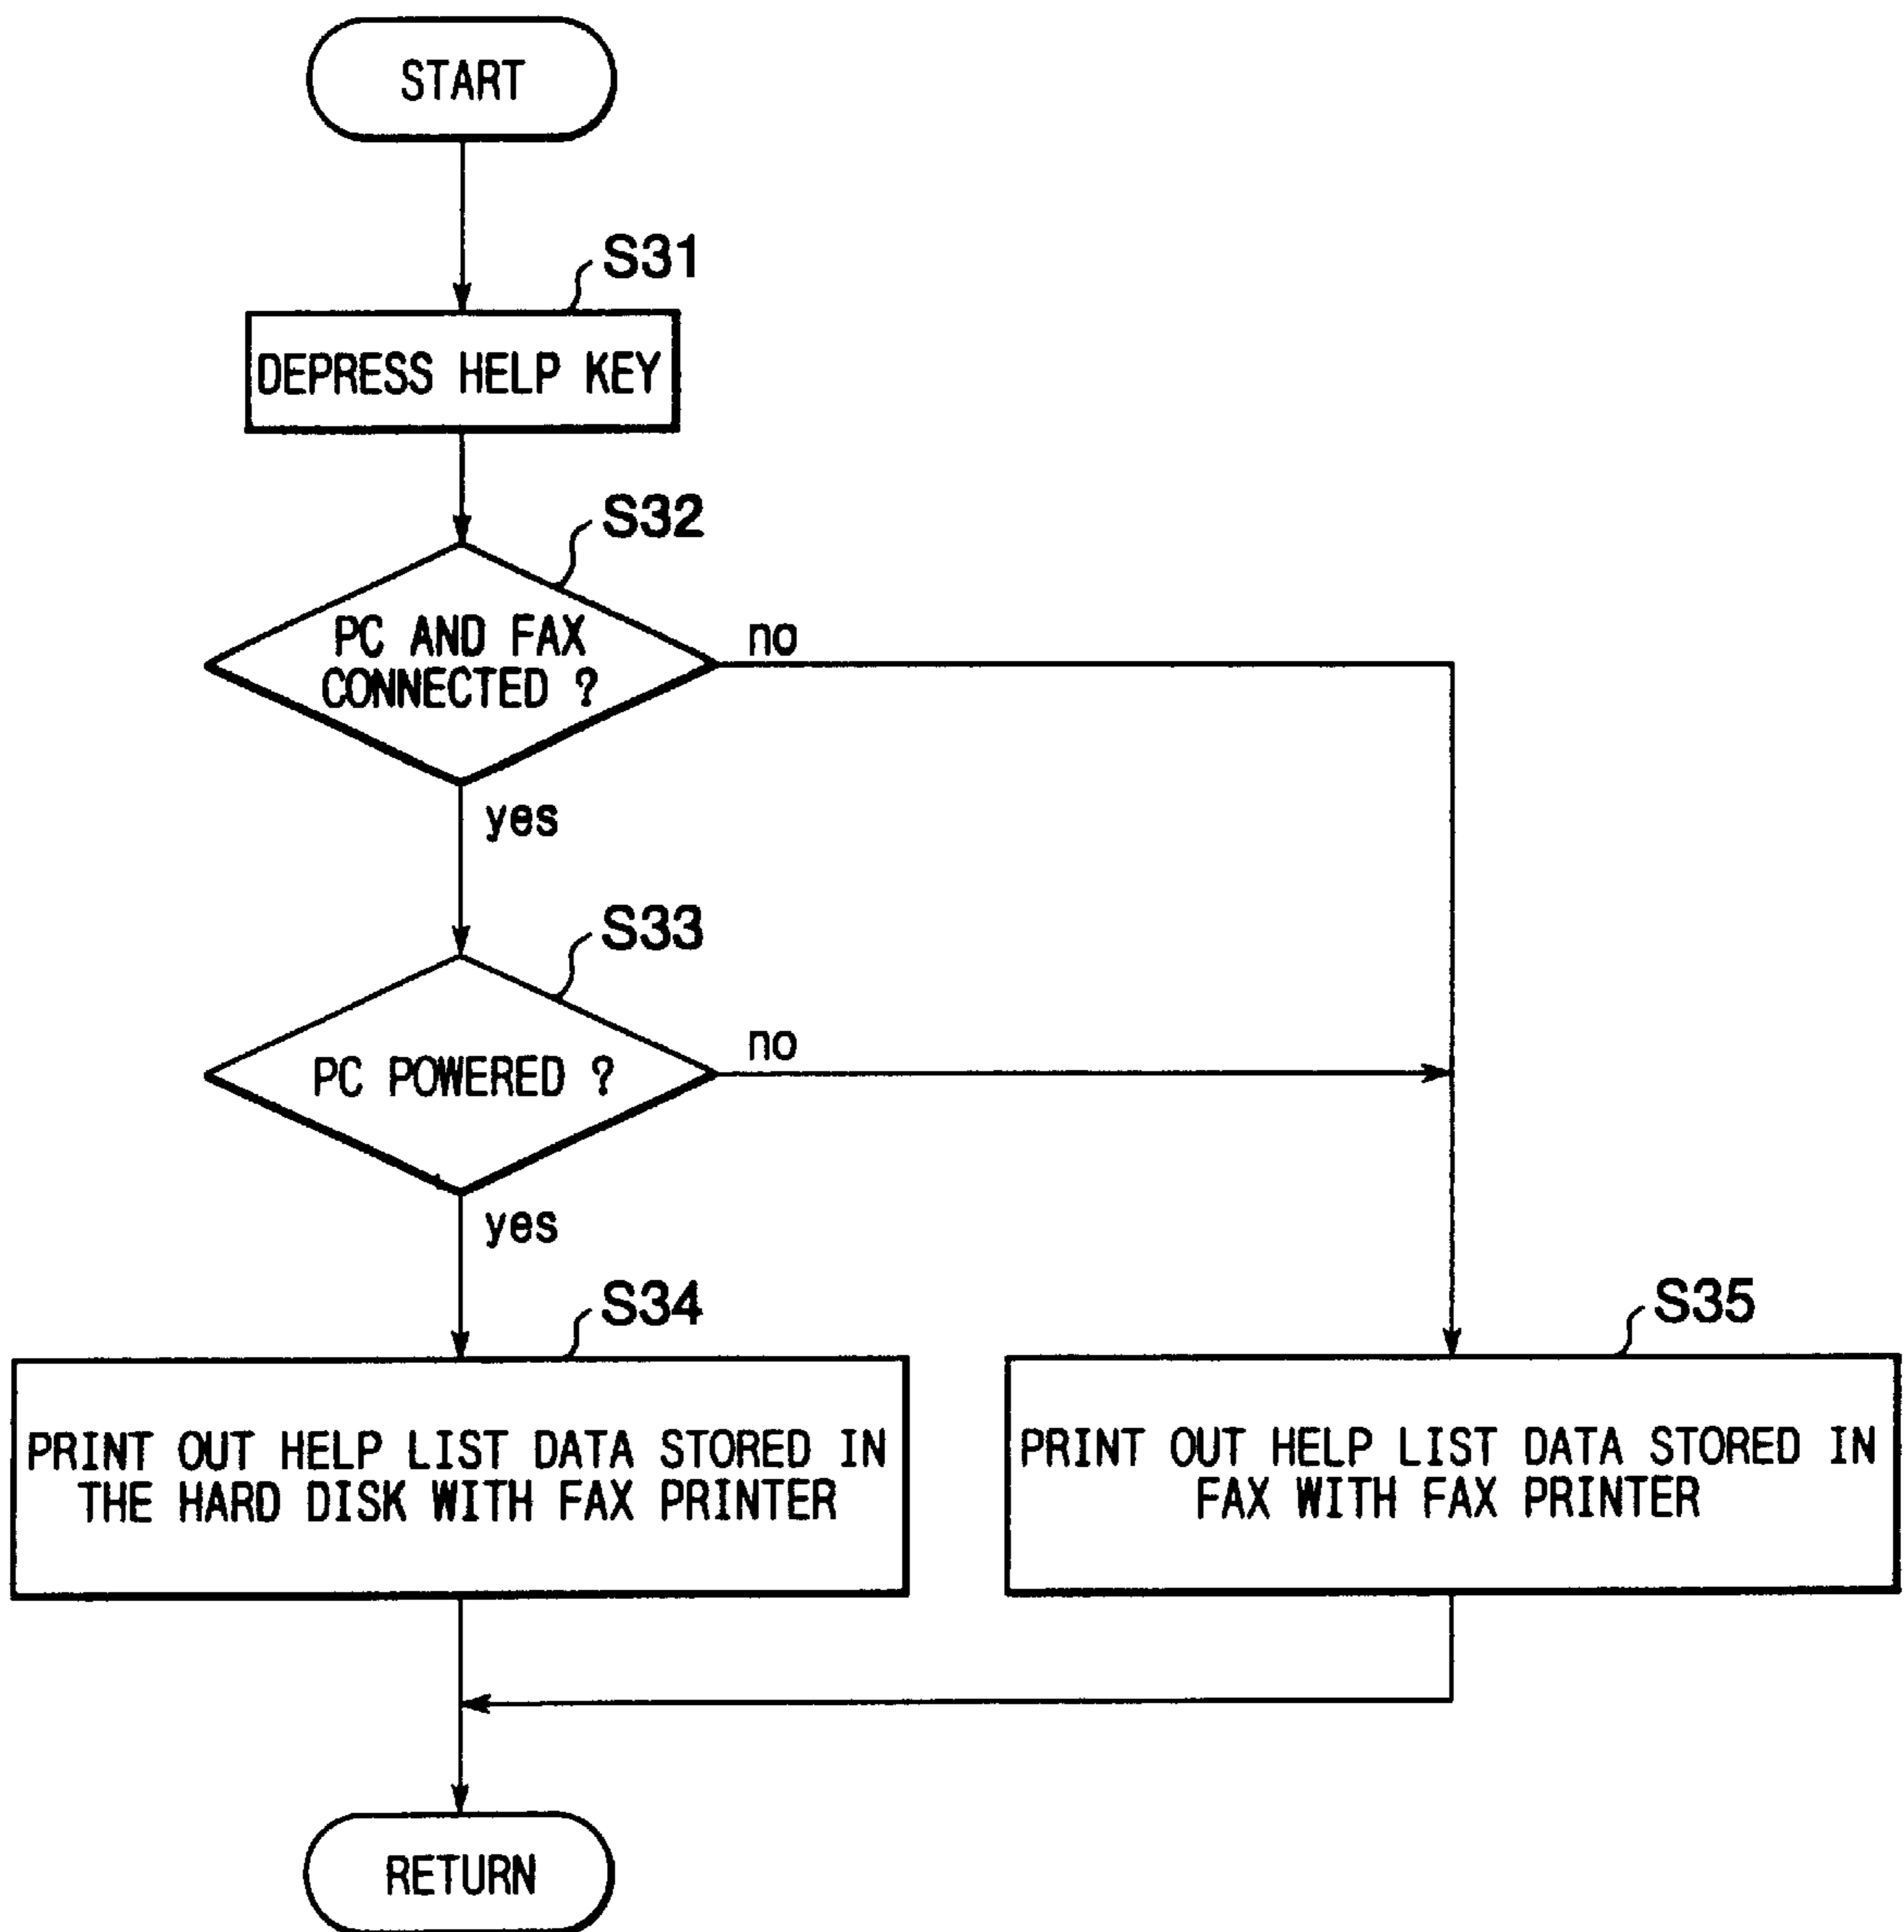 START
S31
DEPRESS HELP KEY
S32
PC AND FAX
CONNECTED ?
no
yes
S33
PC POWERED ?
no
yes
S34
PRINT OUT HELP LIST DATA STORED IN
THE HARD DISK WITH FAX PRINTER
S35
PRINT OUT HELP LIST DATA STORED IN
FAX WITH FAX PRINTER
RETURN